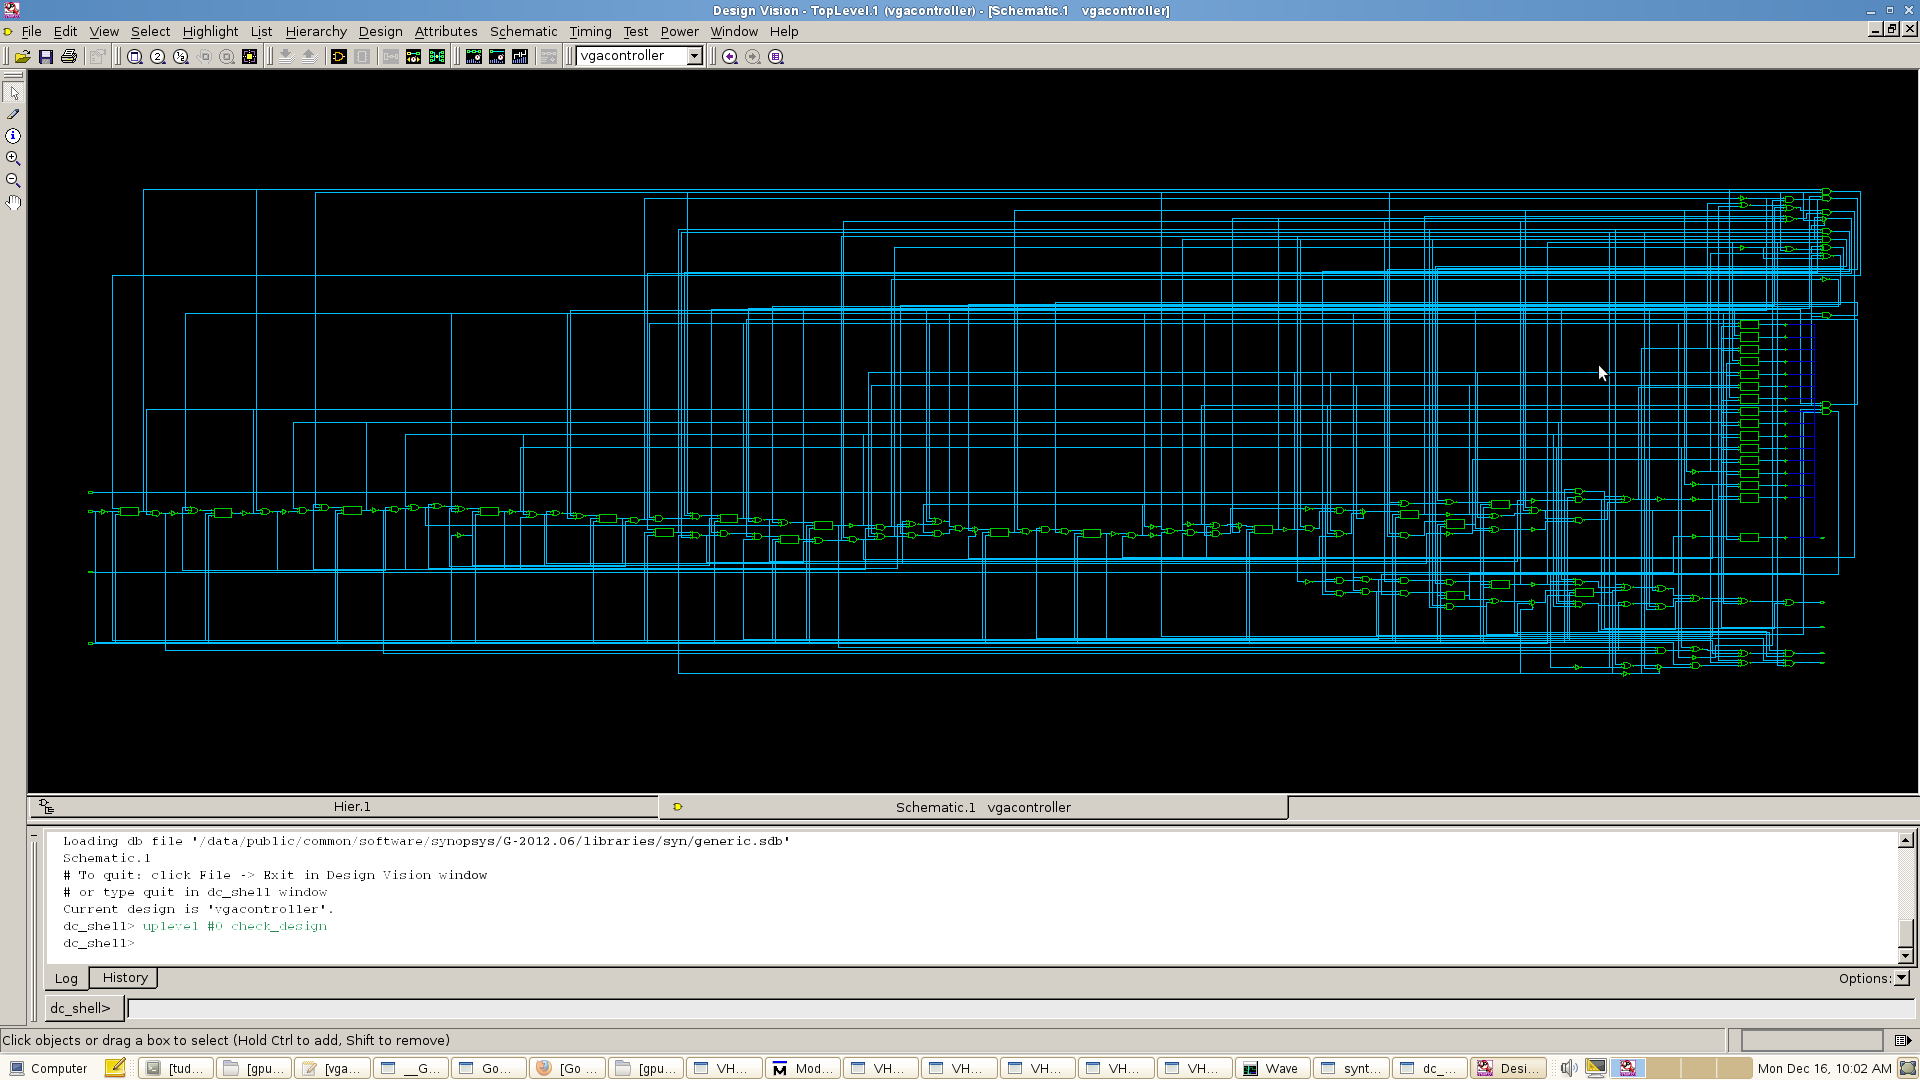 Design Vision - TopLevel.1 (vgacontroller) - [Schematic.1   vgacontroller]
File Edit View Select Highlight List Hierarchy Design Attributes Schematic Timing Test Power Window Help
vgacontroller
Hier.1
Schematic.1   vgacontroller
Loading db file '/data/public/common/software/synopsys/G-2012.06/libraries/syn/generic.sdb'
Schematic.1
# To quit: click File -> Exit in Design Vision window
# or type quit in dc_shell window
Current design is 'vgacontroller'.
dc_shell> uplevel #0 check_design
dc_shell>
Log History
Options:
dc_shell>
Click objects or drag a box to select (Hold Ctrl to add, Shift to remove)
Computer [tud... [gpu... [vga... __G... Go... [Go ... [gpu... VH... Mod... VH... VH... VH... VH... VH... Wave synt... dc_... Desi... Mon Dec 16, 10:02 AM